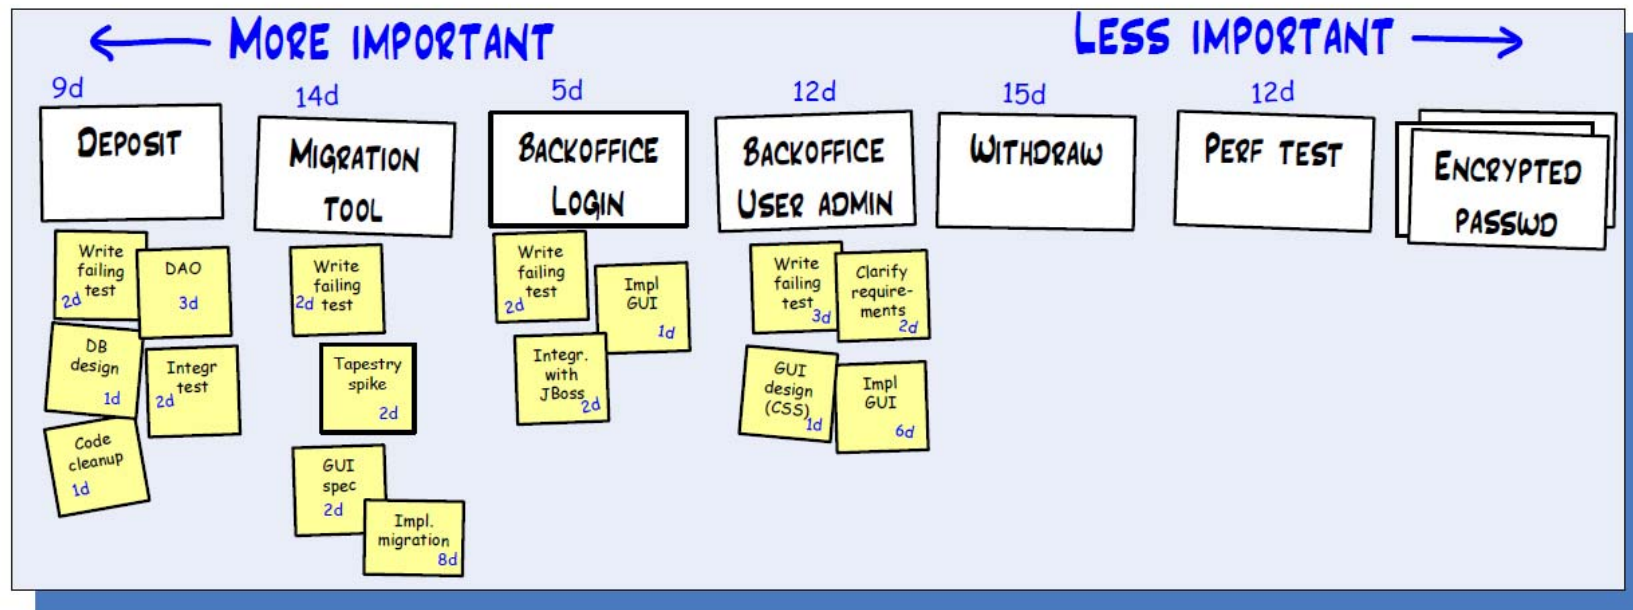 MORE IMPORTANT
LESS IMPORTANT
9d
14d
5d
12d
15d
12d
DEPOSIT
MIGRATION
TOOL
BACKOFFICE
LOGIN
BACKOFFICE
USER ADMIN
WITHDRAW
PERF TEST
ENCRYPTED
PASSWD
Write
failing
test
2d
DAO
3d
DB
design
1d
Integr
test
2d
Code
cleanup
1d
Write
failing
2d test
Tapestry
spike
2d
GUI
spec
2d
Impl.
migration
8d
Write
failing
test
2d
Impl
GUI
1d
Integr.
with
JBoss
2d
Write
failing
test
3d
Clarify
require-
ments
2d
GUI
design
(CSS)
1d
Impl
GUI
6d